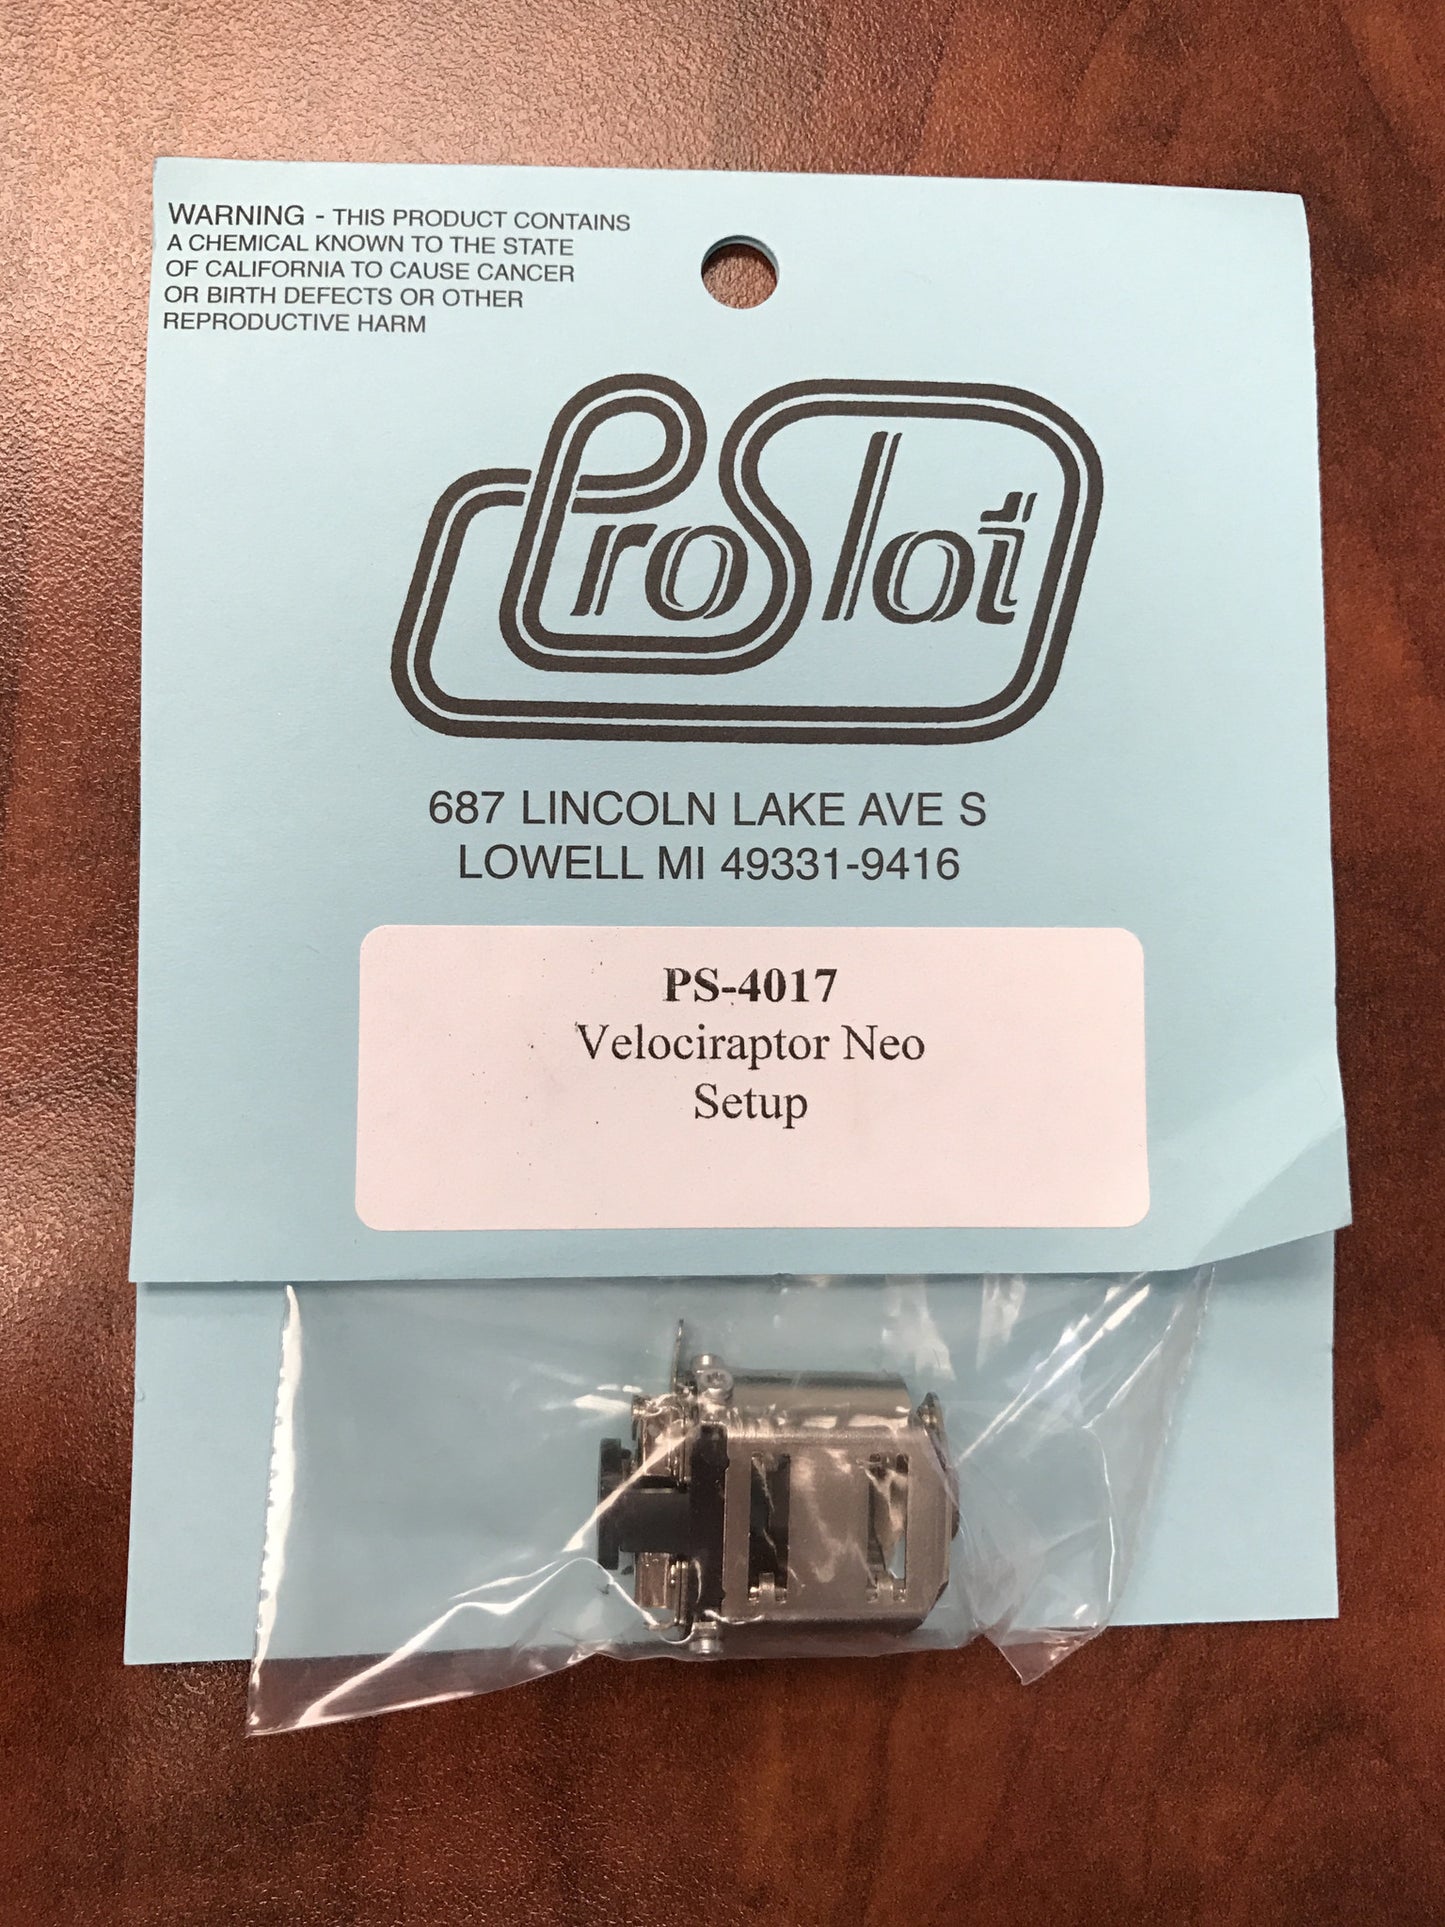 WARNING - THIS PRODUCT CONTAINS
A CHEMICAL KNOWN TO THE STATE
OF CALIFORNIA TO CAUSE CANCER
OR BIRTH DEFECTS OR OTHER
REPRODUCTIVE HARM
ProSlot
687 LINCOLN LAKE AVE S
LOWELL MI 49331-9416
PS-4017
Velociraptor Neo
Setup